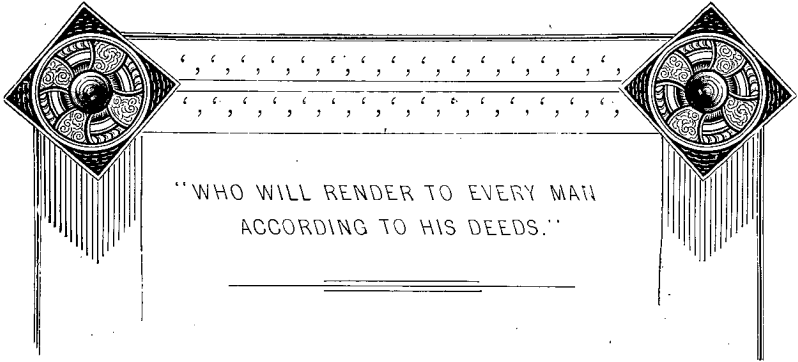 "WHO WILL RENDER TO EVERY MAN
ACCORDING TO HIS DEEDS."